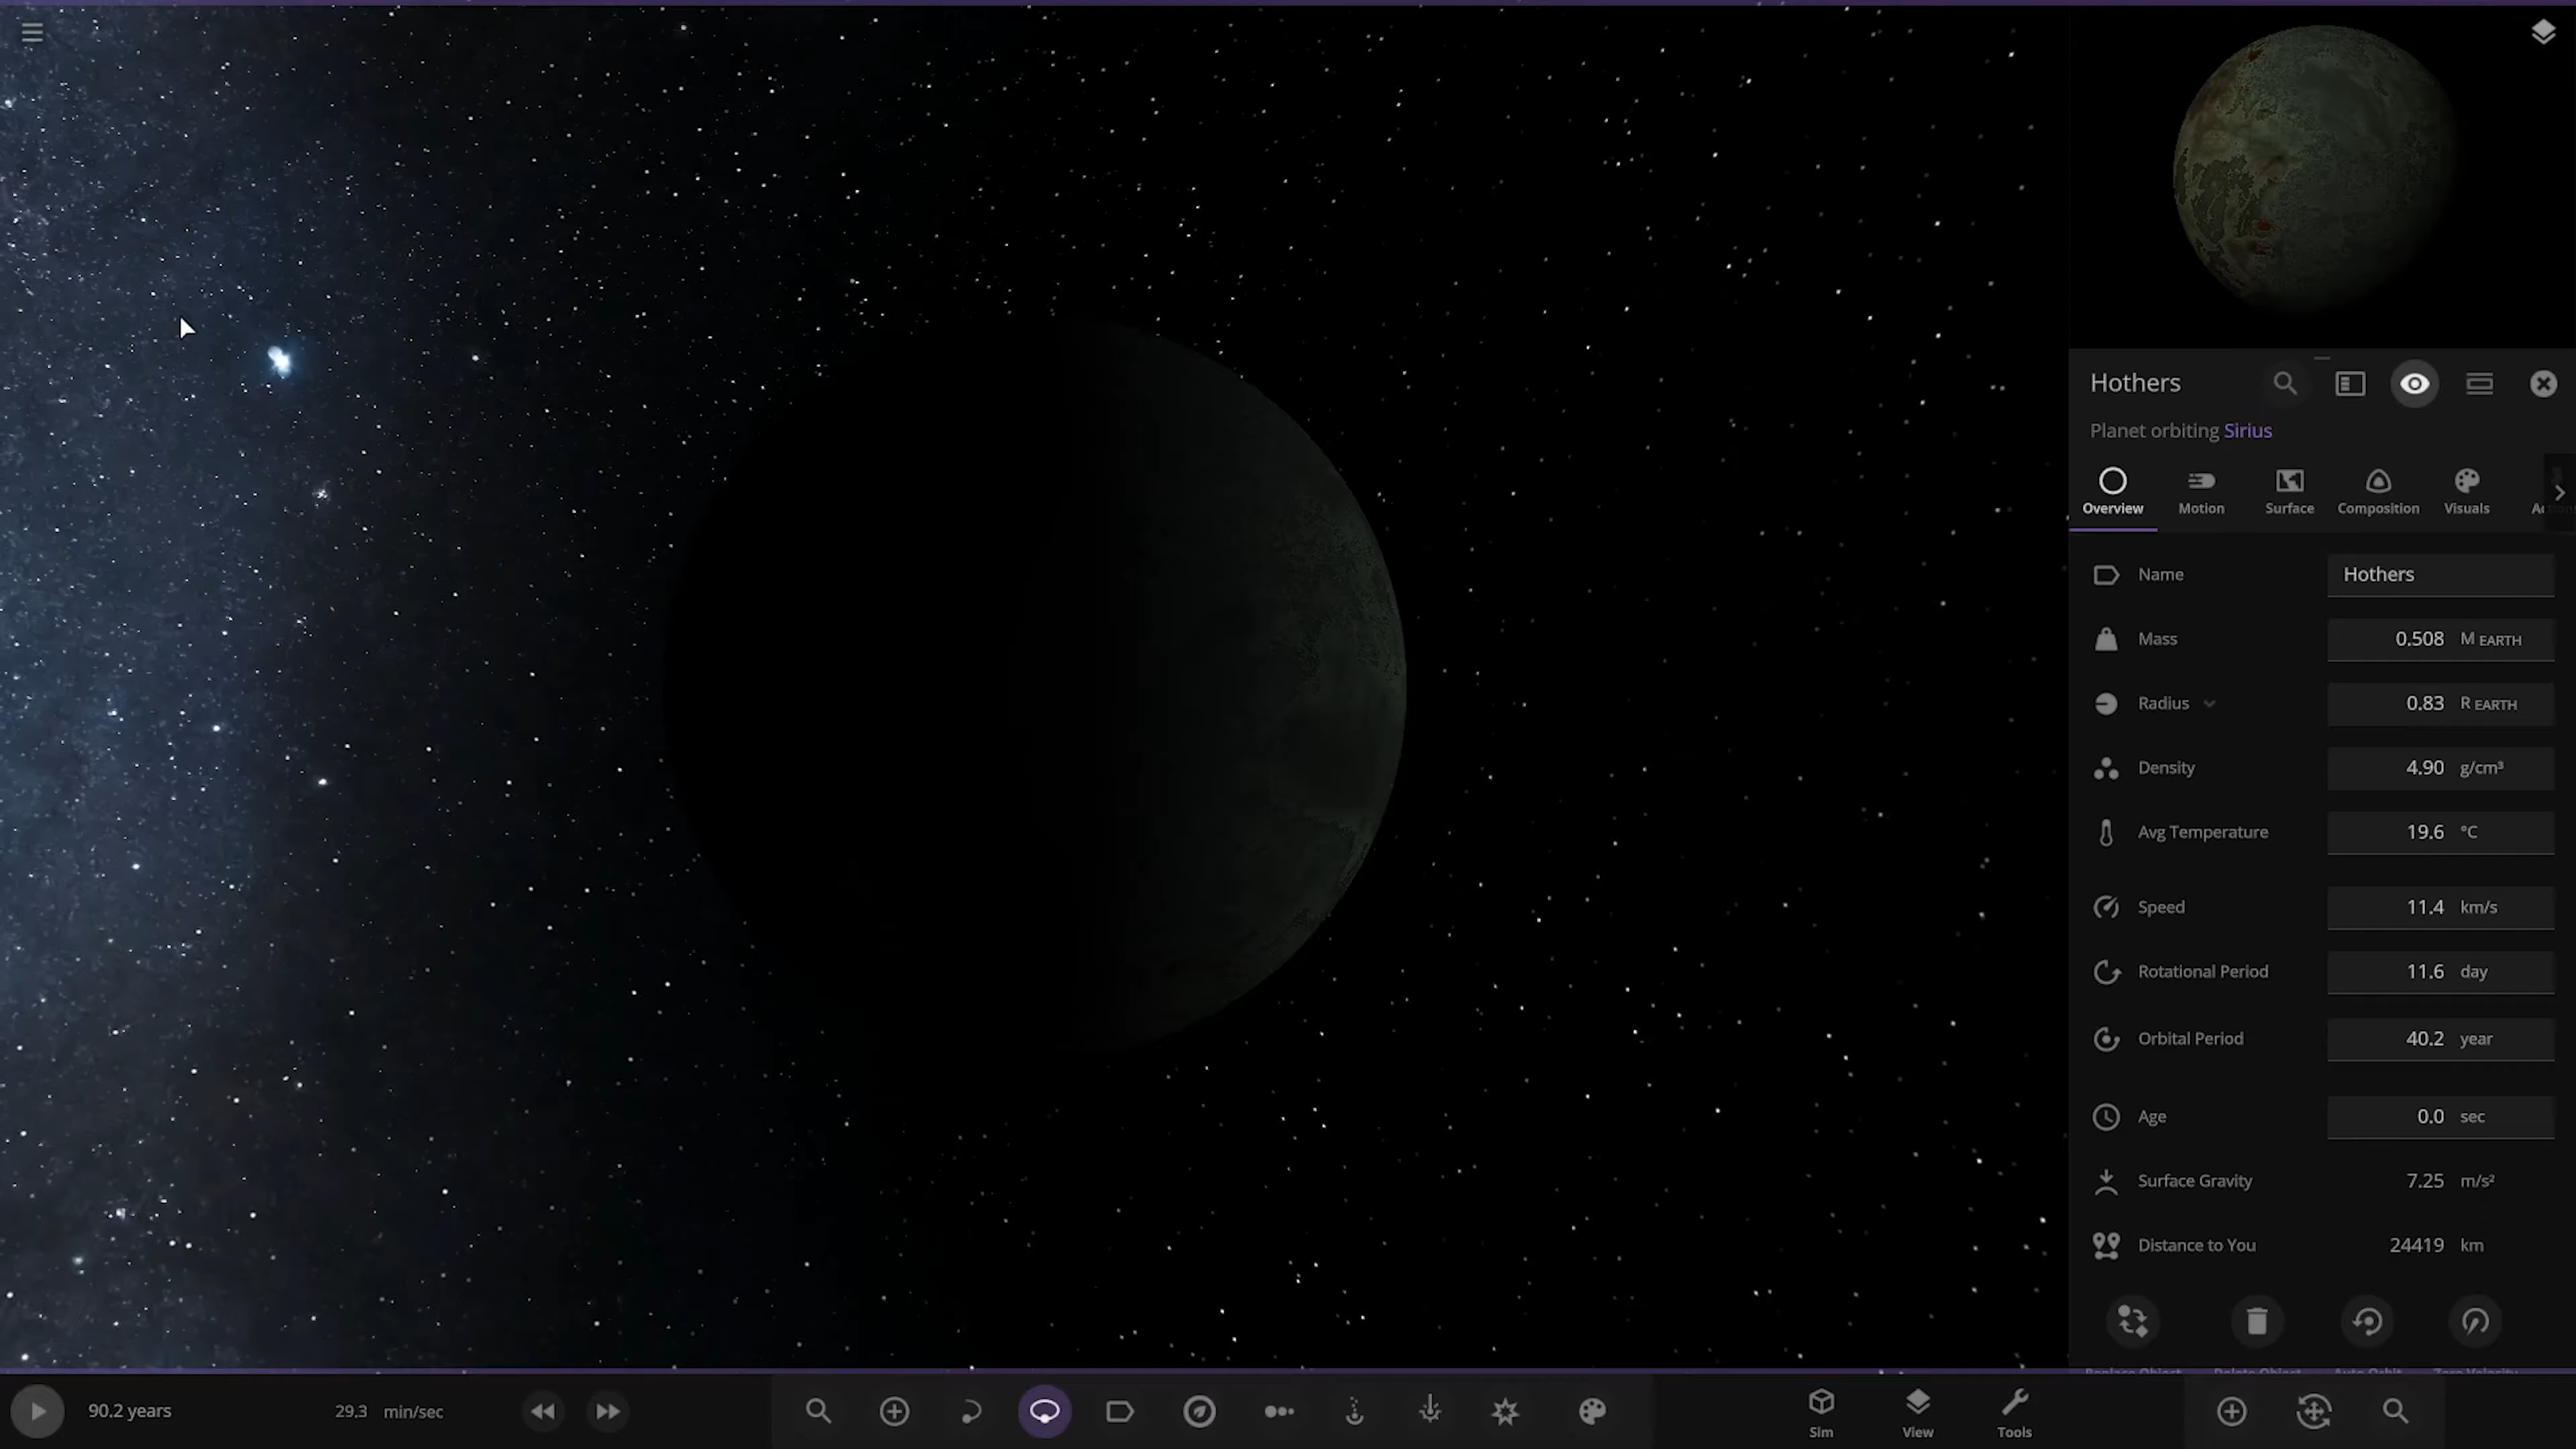 Hothers
Planet orbiting Sirius
Overview
Motion
Surface
Composition
Visuals
Name Hothers
Mass 0.508 M EARTH
Radius 0.83 R EARTH
Density 4.90 g/cm³
Avg Temperature 19.6 °C
Speed 11.4 km/s
Rotational Period 11.6 day
Orbital Period 40.2 year
Age 0.0 sec
Surface Gravity 7.25 m/s²
Distance to You 24419 km
90.2 years
29.3 min/sec
Sim
View
Tools